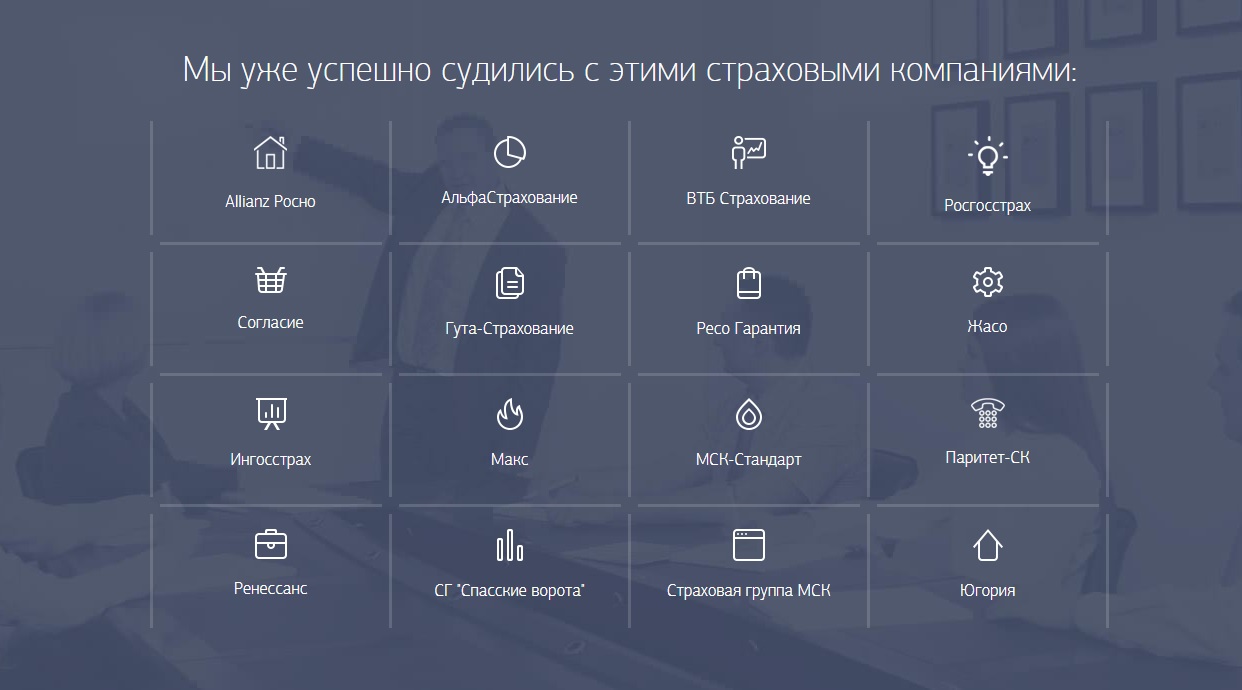 Мы уже успешно судились с этими страховыми компаниями:
Allianz Росно
АльфаСтрахование
ВТБ Страхование
Росгосстрах
Согласие
Гута-Страхование
Ресо Гарантия
Жасо
Ингосстрах
Макс
МСК-Стандарт
Паритет-СК
Ренессанс
СГ "Спасские ворота"
Страховая группа МСК
Югория